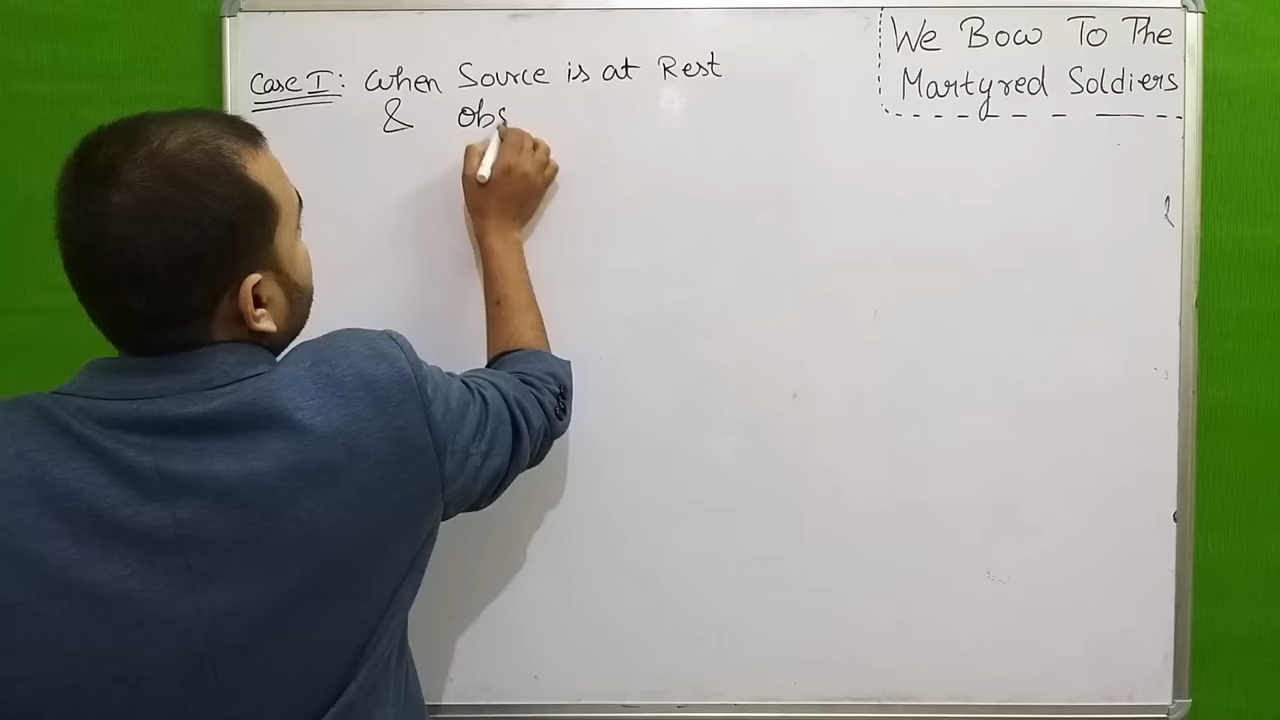 Case I: When Source is at Rest
& obs
We Bow To The
Martyred Soldiers